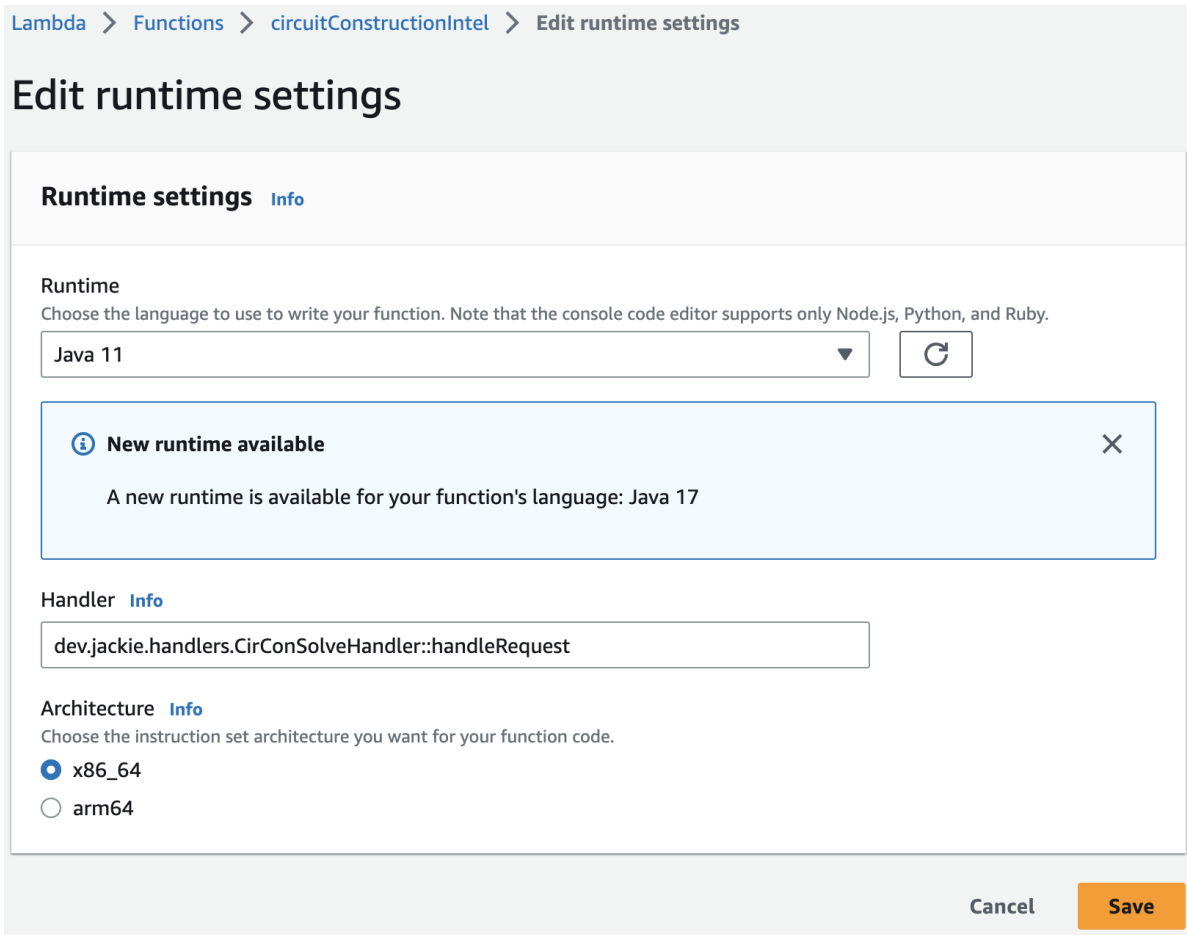 Lambda > Functions > circuitConstructionIntel > Edit runtime settings
Edit runtime settings
Runtime settings Info
Runtime
Choose the language to use to write your function. Note that the console code editor supports only Node.js, Python, and Ruby.
Java 11
New runtime available
A new runtime is available for your function's language: Java 17
Handler Info
dev.jackie.handlers.CirConSolveHandler::handleRequest
Architecture Info
Choose the instruction set architecture you want for your function code.
x86_64
arm64
Cancel Save